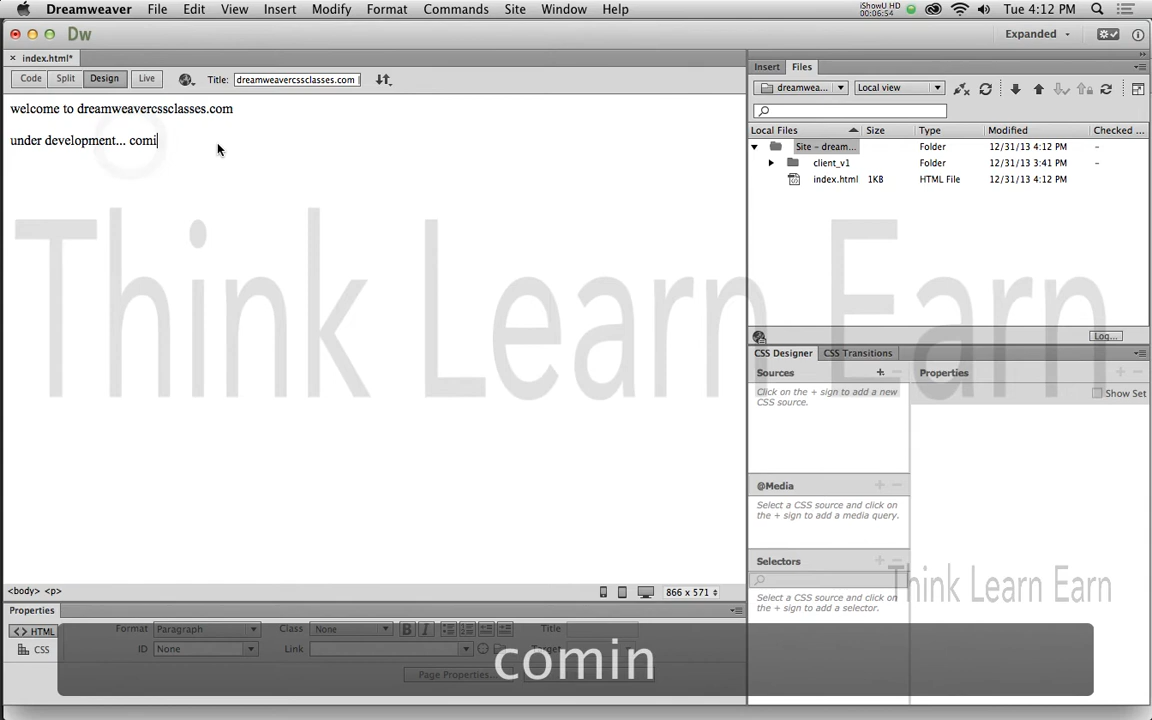 Dreamweaver File Edit View Insert Modify Format Commands Site Window Help iShowU HD 00:06:54 Tue 4:12 PM
Dw Expanded
index.html* Insert Files
Code Split Design Live Title: dreamweavercssclasses.com dreamwea... Local view
welcome to dreamweavercssclasses.com
under development... comi
Local Files Size Type Modified Checked
Site - dream... Folder 12/31/13 4:12 PM -
client_v1 Folder 12/31/13 3:41 PM -
index.html 1KB HTML File 12/31/13 4:12 PM
Think Learn Earn
Log...
CSS Designer CSS Transitions
Sources Properties
Click on the + sign to add a new
CSS source.
Show Set
@Media
Select a CSS source and click on
the + sign to add a media query.
Selectors
Think Learn Earn
Select a CSS source and click on
the + sign to add a selector.
<body> <p> 866 x 571
Properties
<> HTML Format Paragraph Class None B I Title
CSS ID None Link Target
Page Properties...
comin